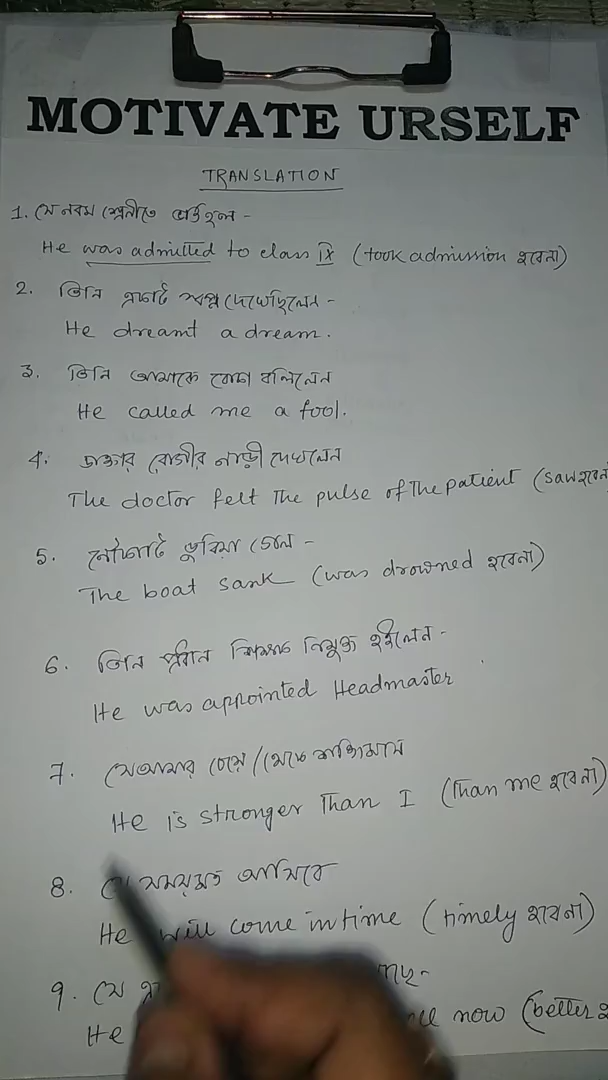 MOTIVATE URSELF
TRANSLATION
1. সে নবম শ্রেনীতে ভর্ত্তি হল -
He was admitted to class IX (took admission হবেনা)
2. তিনি একটি স্বপ্ন দেখেছিলেন -
He dreamt a dream.
3. তিনি আমাকে বোকা বলিলেন
He called me a fool.
4. ডাক্তার রোগীর নাড়ী দেখলেন
The doctor felt The pulse of The patient (saw হবেন
5. নৌকাটি ডুবিয়া গেল -
The boat sank (was drowned হবেনা)
6. তিনি প্রধান শিক্ষক নিযুক্ত হইলেন -
He was appointed Headmaster
7. সে আমার চেয়ে / থেকে শক্তিমান
He is stronger Than I (Than me হবেনা)
8. সে সময়মত আসিবে
He will come in time (timely হবেনা)
9. সে
He now (better